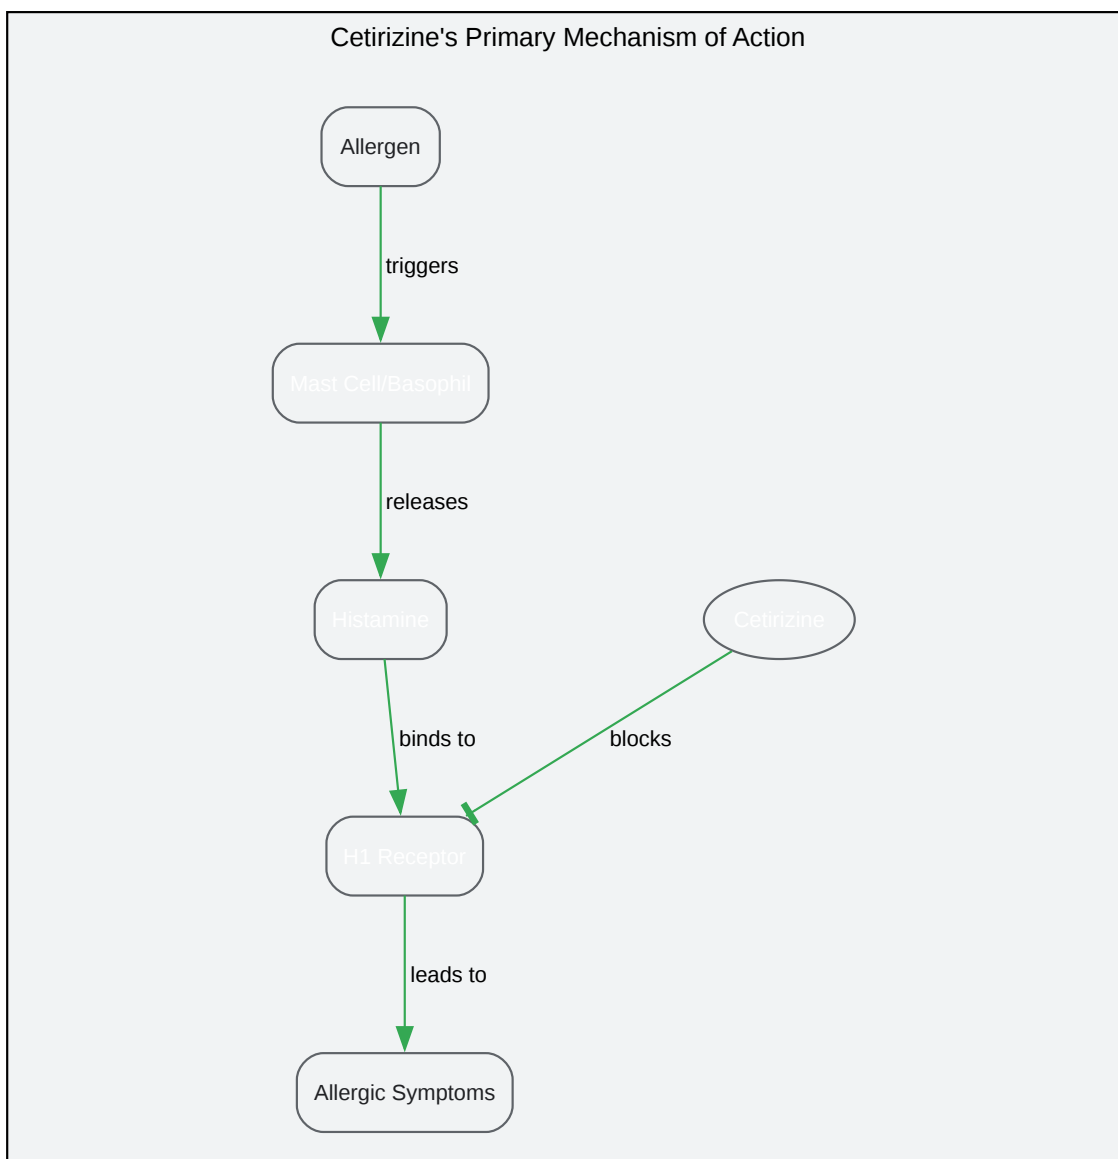 Cetirizine's Primary Mechanism of Action
Allergen
triggers
Mast Cell/Basophil
releases
Histamine
Cetirizine
binds to
blocks
H1 Receptor
leads to
Allergic Symptoms